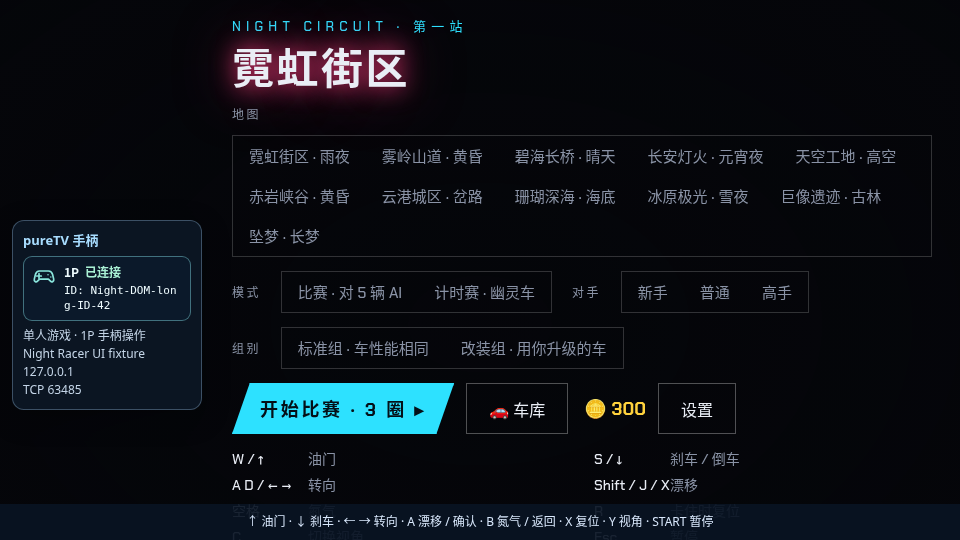 NIGHT CIRCUIT · 第一站
霓虹街区
地图
霓虹街区 · 雨夜 雾岭山道 · 黄昏 碧海长桥 · 晴天 长安灯火 · 元宵夜 天空工地 · 高空
赤岩峡谷 · 黄昏 云港城区 · 岔路 珊瑚深海 · 海底 冰原极光 · 雪夜 巨像遗迹 · 古林
坠梦 · 长梦
pureTV 手柄
1P 已连接
ID: Night-DOM-lon
g-ID-42
单人游戏 · 1P 手柄操作
Night Racer UI fixture
127.0.0.1
TCP 63485
模式 比赛 · 对 5 辆 AI 计时赛 · 幽灵车 对手 新手 普通 高手
组别 标准组 · 车性能相同 改装组 · 用你升级的车
开始比赛 · 3 圈 ▸ 车库 300 设置
W / ↑ 油门 S / ↓ 刹车 / 倒车
A D / ← → 转向 Shift / J / X 漂移
↑ 油门 · ↓ 刹车 · ← → 转向 · A 漂移 / 确认 · B 氮气 / 返回 · X 复位 · Y 视角 · START 暂停